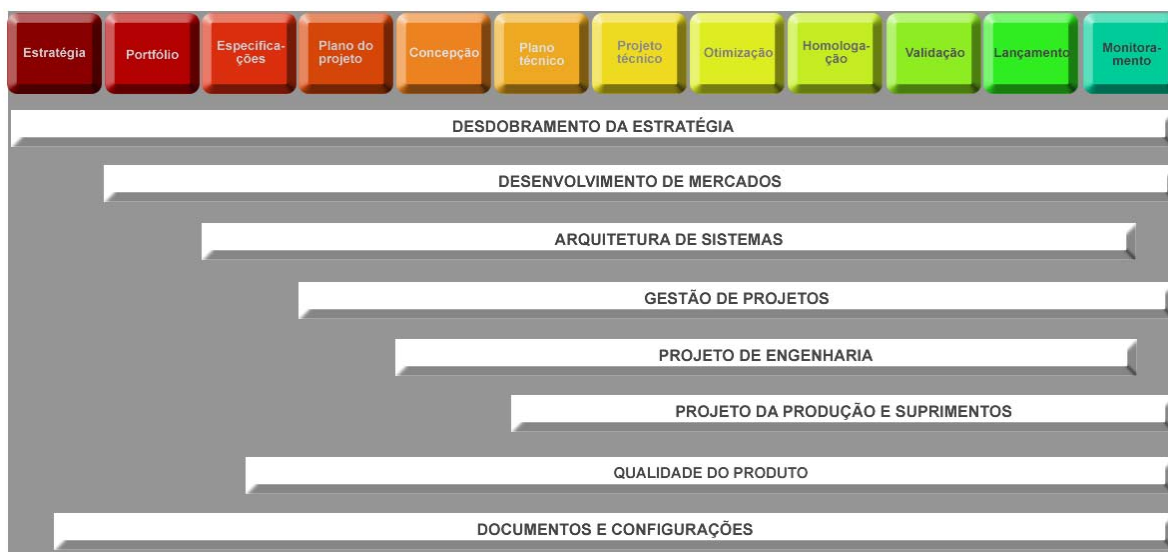 Estratégia
Portfólio
Especifica-
ções
Plano do
projeto
Concepção
Plano
técnico
Projeto
técnico
Otimização
Homologa-
ção
Validação
Lançamento
Monitora-
mento
DESDOBRAMENTO DA ESTRATÉGIA
DESENVOLVIMENTO DE MERCADOS
ARQUITETURA DE SISTEMAS
GESTÃO DE PROJETOS
PROJETO DE ENGENHARIA
PROJETO DA PRODUÇÃO E SUPRIMENTOS
QUALIDADE DO PRODUTO
DOCUMENTOS E CONFIGURAÇÕES